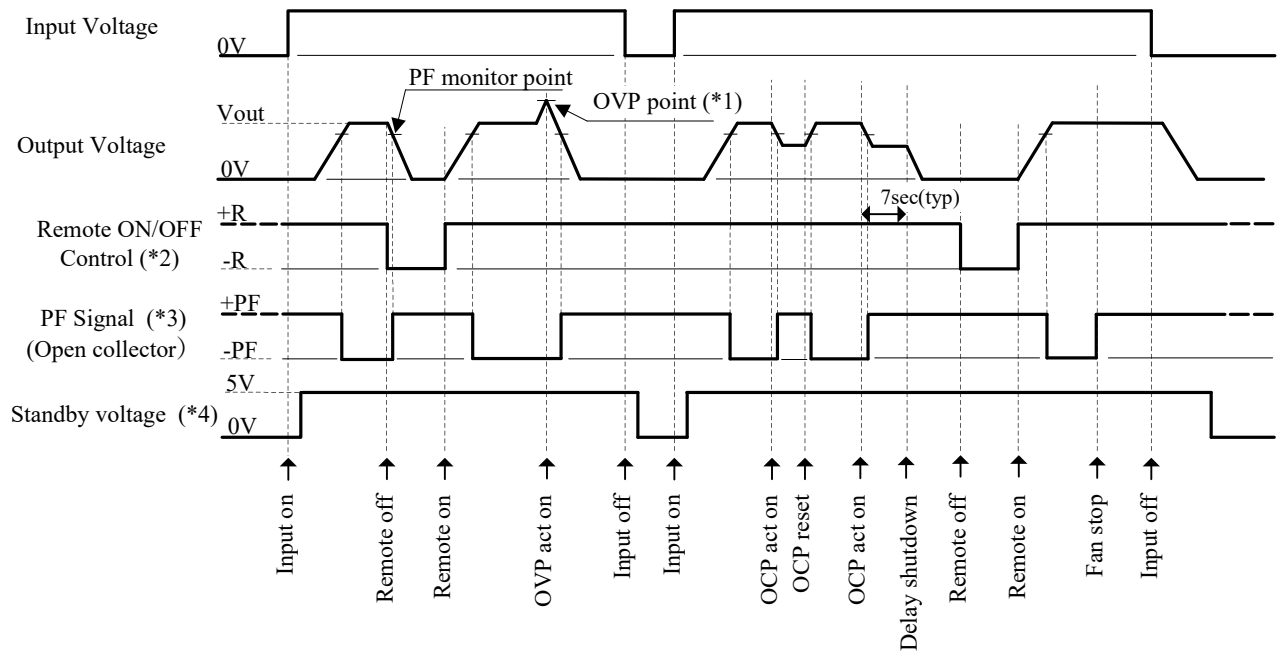 Input Voltage
0V
PF monitor point
OVP point (*1)
Vout
Output Voltage
0V
7sec(typ)
+R
Remote ON/OFF
Control (*2)
-R
+PF
PF Signal (*3)
(Open collector)
-PF
5V
Standby voltage (*4)
0V
Input on
Remote off
Remote on
OVP act on
Input off
Input on
OCP act on
OCP reset
OCP act on
Delay shutdown
Remote off
Remote on
Fan stop
Input off